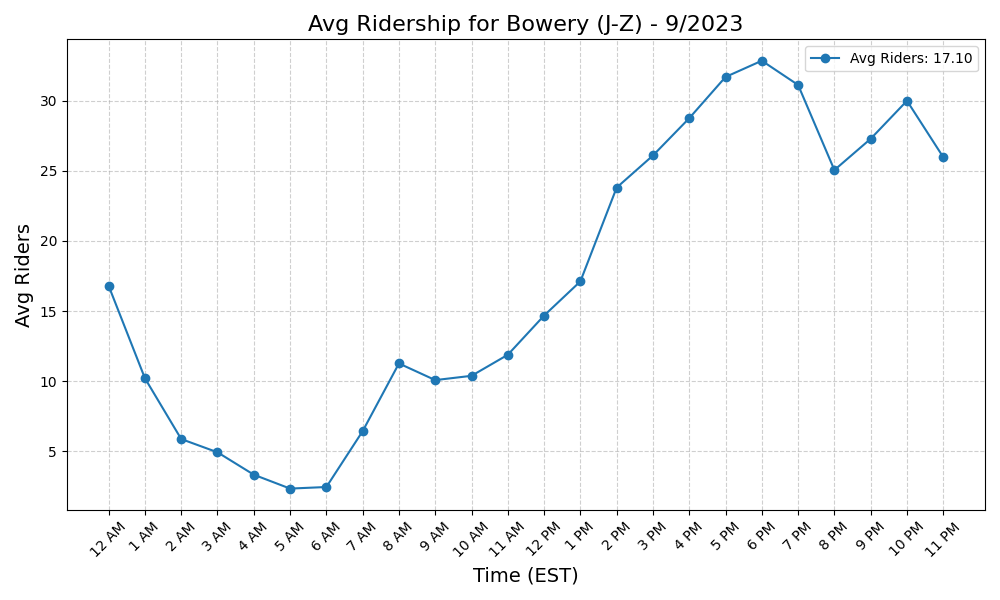 Avg Ridership for Bowery (J-Z) - 9/2023
Avg Riders: 17.10
Avg Riders
30
25
20
15
10
5
12 AM
1 AM
2 AM
3 AM
4 AM
5 AM
6 AM
7 AM
8 AM
9 AM
10 AM
11 AM
12 PM
1 PM
2 PM
3 PM
4 PM
5 PM
6 PM
7 PM
8 PM
9 PM
10 PM
11 PM
Time (EST)